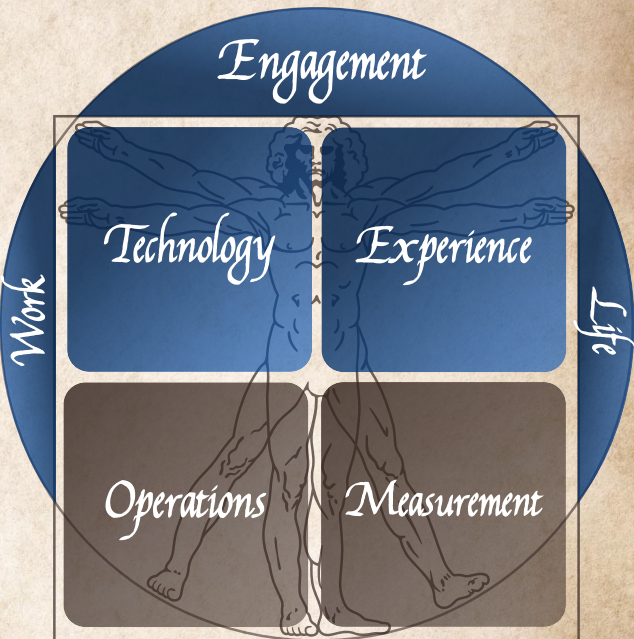 Engagement
Technology
Experience
Work
Life
Operations
Measurement